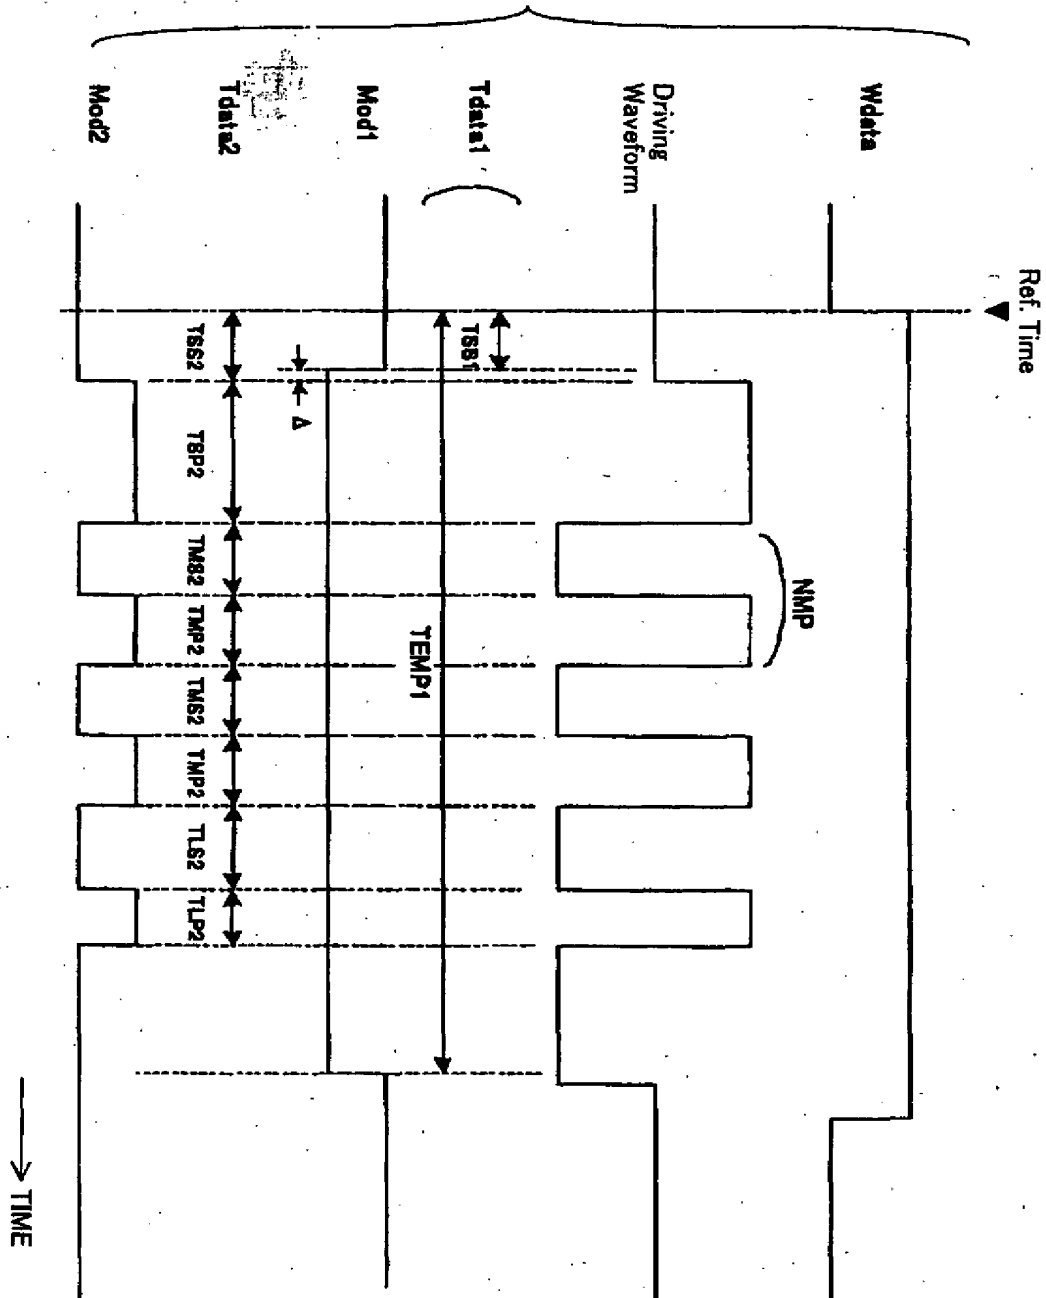 Ref. Time
Wdata
Driving
Waveform
NMP
Tdata1
TSS1
TEMP1
Mod1
Δ
Tdata2
TSS2
TSP2
TMS2
TMP2
TMS2
TMP2
TLS2
TLP2
Mod2
TIME